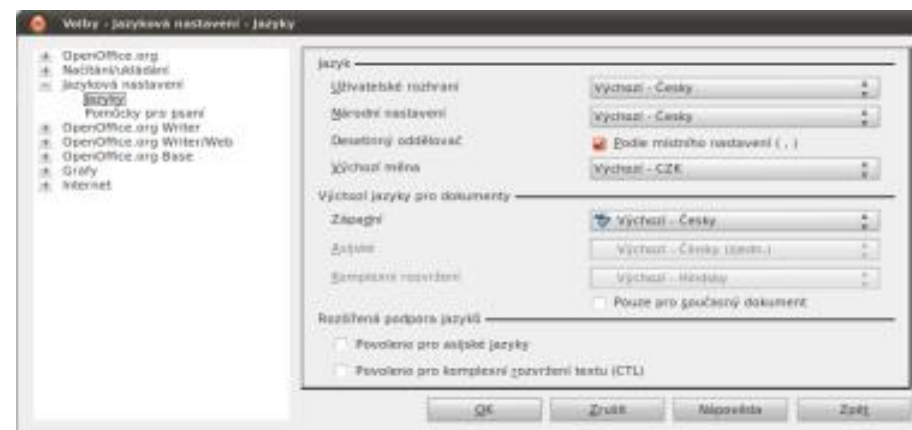 Volby - Jazyková nastavení - Jazyky
OpenOffice.org
Načítání/ukládání
Jazyková nastavení
Jazyky
Pomůcky pro psaní
OpenOffice.org Writer
OpenOffice.org Writer/Web
OpenOffice.org Base
Grafy
Internet
Jazyk
Uživatelské rozhraní
Výchozí - Česky
Národní nastavení
Výchozí - Česky
Desetinný oddělovač
Podle místního nastavení ( , )
Výchozí měna
Výchozí - CZK
Výchozí jazyky pro dokumenty
Západní
Výchozí - Česky
Asijské
Výchozí - Čínsky (zjedn.)
Komplexní rozvržení
Výchozí - Hindsky
Pouze pro současný dokument
Rozšířená podpora jazyků
Povoleno pro asijské jazyky
Povoleno pro komplexní rozvržení textu (CTL)
OK
Zrušit
Nápověda
Zpět